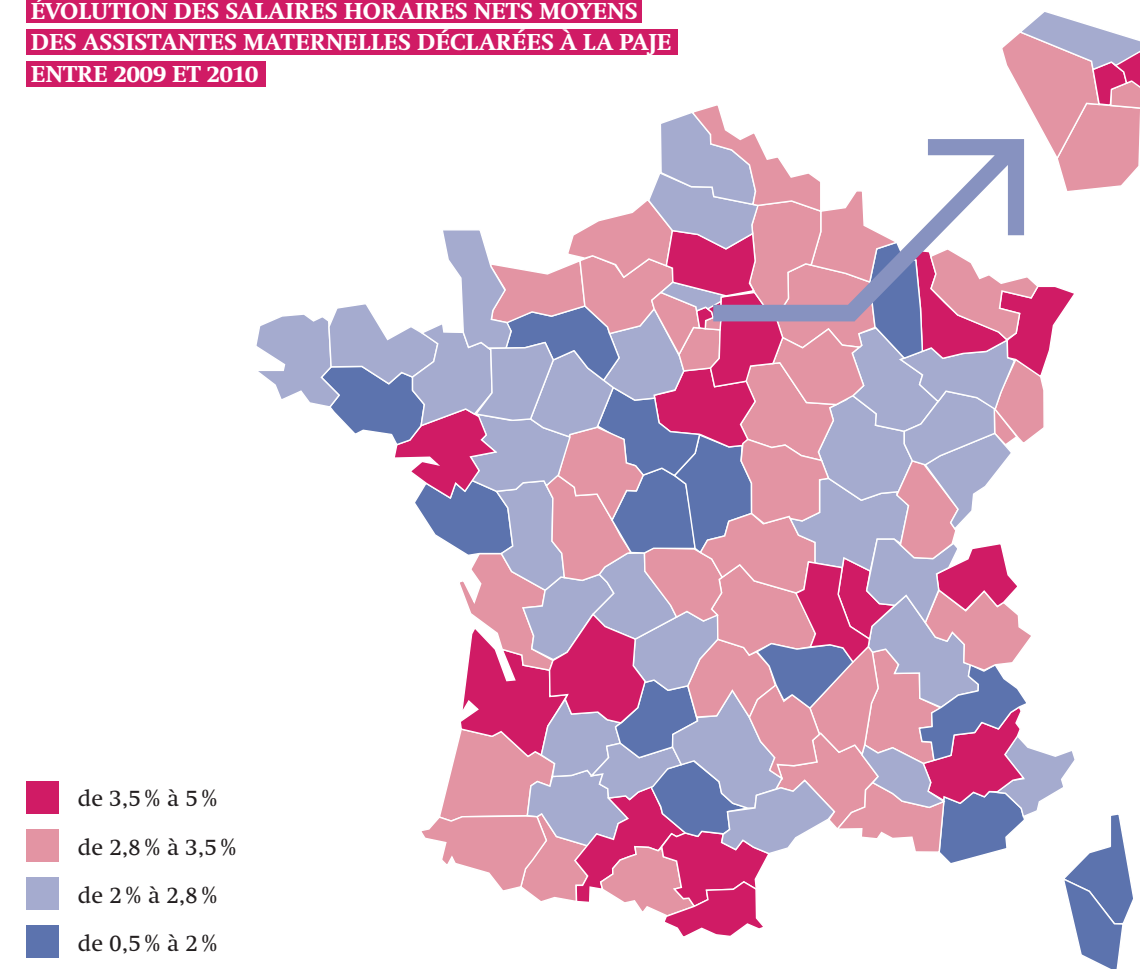 ÉVOLUTION DES SALAIRES HORAIRES NETS MOYENS
DES ASSISTANTES MATERNELLES DÉCLARÉES À LA PAJE
ENTRE 2009 ET 2010
de 3,5 % à 5 %
de 2,8 % à 3,5 %
de 2 % à 2,8 %
de 0,5 % à 2 %